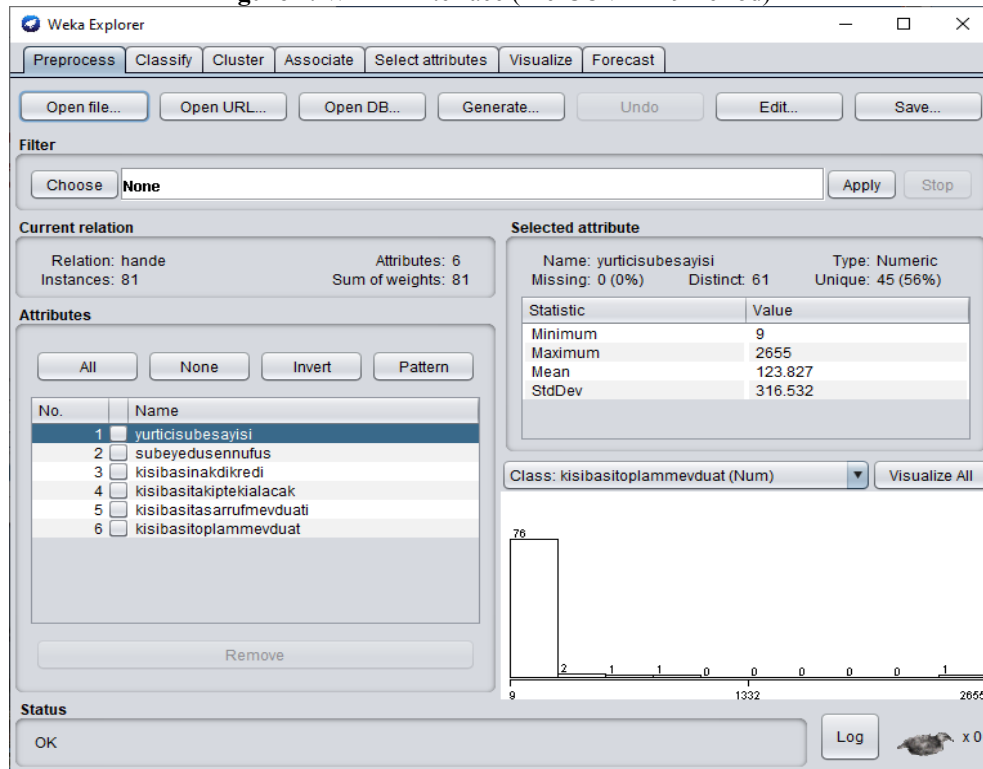 Weka Explorer
Preprocess Classify Cluster Associate Select attributes Visualize Forecast
Open file... Open URL... Open DB... Generate... Undo Edit... Save...
Filter
Choose None Apply Stop
Current relation
Relation: hande Attributes: 6
Instances: 81 Sum of weights: 81
Attributes
All None Invert Pattern
No. Name
1 yurticisubesayisi
2 subeyedusennufus
3 kisibasinakdikredi
4 kisibasitakiptekialacak
5 kisibasitasarrufmevduati
6 kisibasitoplammevduat
Remove
Selected attribute
Name: yurticisubesayisi Type: Numeric
Missing: 0 (0%) Distinct: 61 Unique: 45 (56%)
Statistic Value
Minimum 9
Maximum 2655
Mean 123.827
StdDev 316.532
Class: kisibasitoplammevduat (Num) Visualize All
76 2 1 1 0 0 0 0 0 1
9 1332 2655
Status
OK
Log x 0